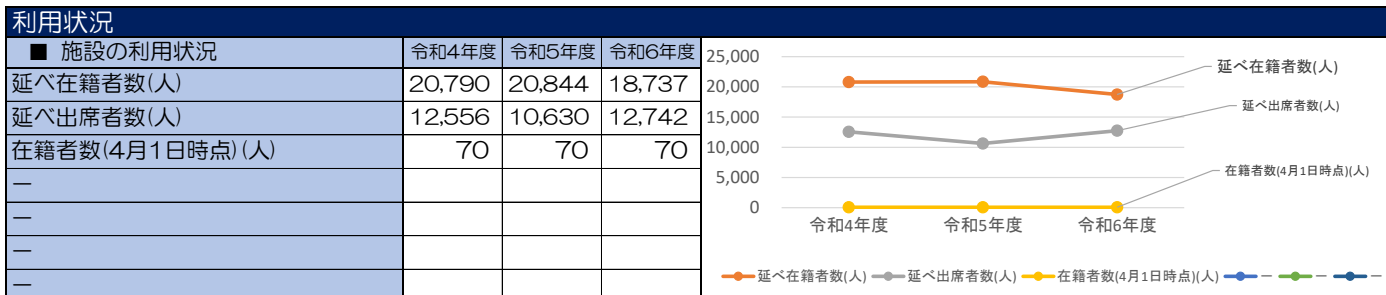 利用状況
■ 施設の利用状況 令和4年度 令和5年度 令和6年度
延べ在籍者数(人) 20,790 20,844 18,737
延べ出席者数(人) 12,556 10,630 12,742
在籍者数(4月1日時点)(人) 70 70 70
－
－
－
－
25,000
20,000
15,000
10,000
5,000
0
令和4年度 令和5年度 令和6年度
延べ在籍者数(人)
延べ出席者数(人)
在籍者数(4月1日時点)(人)
延べ在籍者数(人) 延べ出席者数(人) 在籍者数(4月1日時点)(人) － － －